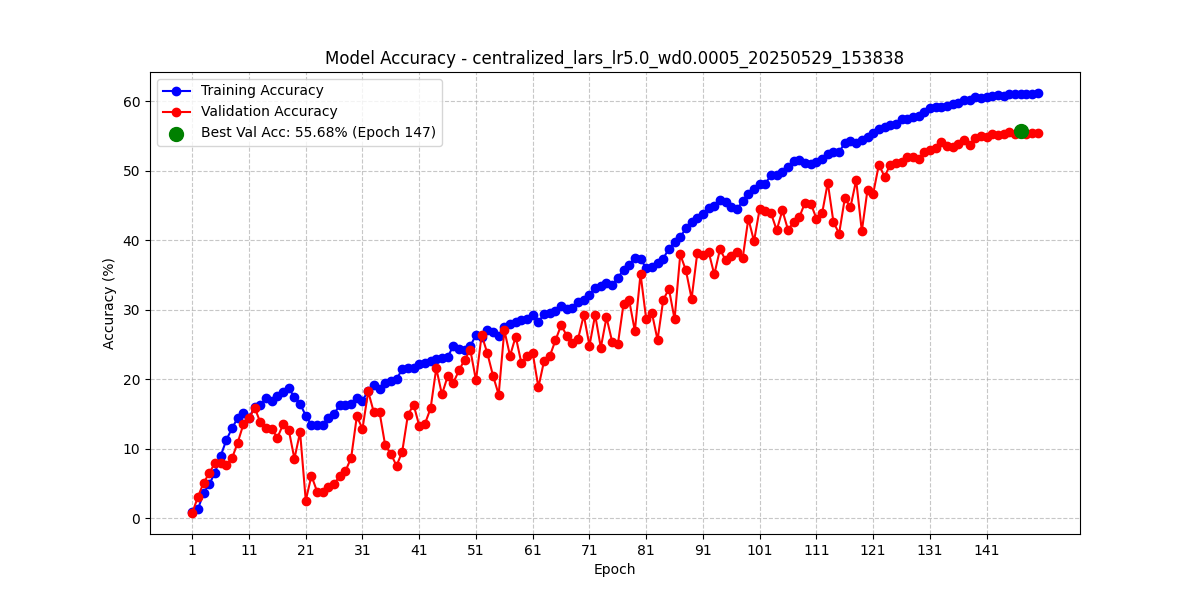 Model Accuracy - centralized_lars_lr5.0_wd0.0005_20250529_153838
Training Accuracy
Validation Accuracy
Best Val Acc: 55.68% (Epoch 147)
Accuracy (%)
60
50
40
30
20
10
0
1 11 21 31 41 51 61 71 81 91 101 111 121 131 141
Epoch